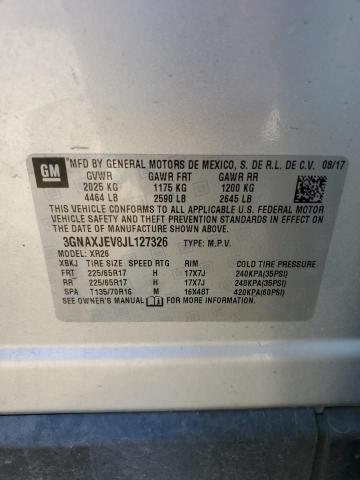 GM
MFD BY GENERAL MOTORS DE MEXICO, S. DE R.L. DE C.V. 08/17
GVWR GAWR FRT GAWR RR
2025 KG 1175 KG 1200 KG
4464 LB 2590 LB 2645 LB
THIS VEHICLE CONFORMS TO ALL APPLICABLE U.S. FEDERAL MOTOR
VEHICLE SAFETY AND THEFT PREVENTION STANDARDS IN EFFECT ON
THE DATE OF MANUFACTURE SHOWN ABOVE.
3GNAXJEV8JL127326 TYPE: M.P.V.
MODEL: XR26
XBKJ TIRE SIZE SPEED RTG RIM COLD TIRE PRESSURE
FRT 225/65R17 H 17X7J 240KPA(35PSI)
RR 225/65R17 H 17X7J 240KPA(35PSI)
SPA T135/70R16 M 16X4BT 420KPA(60PSI)
SEE OWNER'S MANUAL FOR MORE INFORMATION.